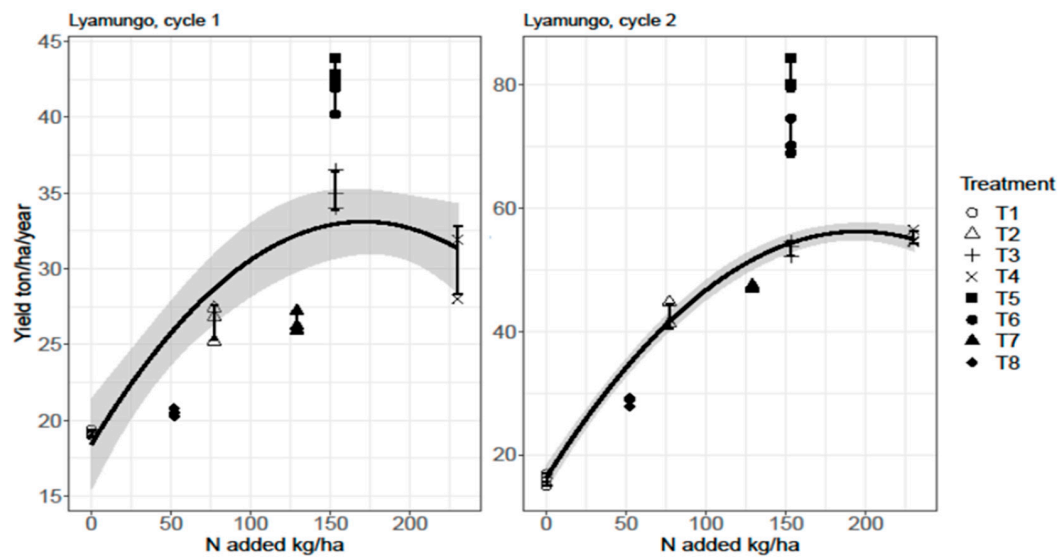 Lyamungo, cycle 1
Lyamungo, cycle 2
Yield ton/ha/year
45
40
35
30
25
20
15
0
50
100
150
200
N added kg/ha
80
60
40
20
0
50
100
150
200
N added kg/ha
Treatment
T1
T2
T3
T4
T5
T6
T7
T8